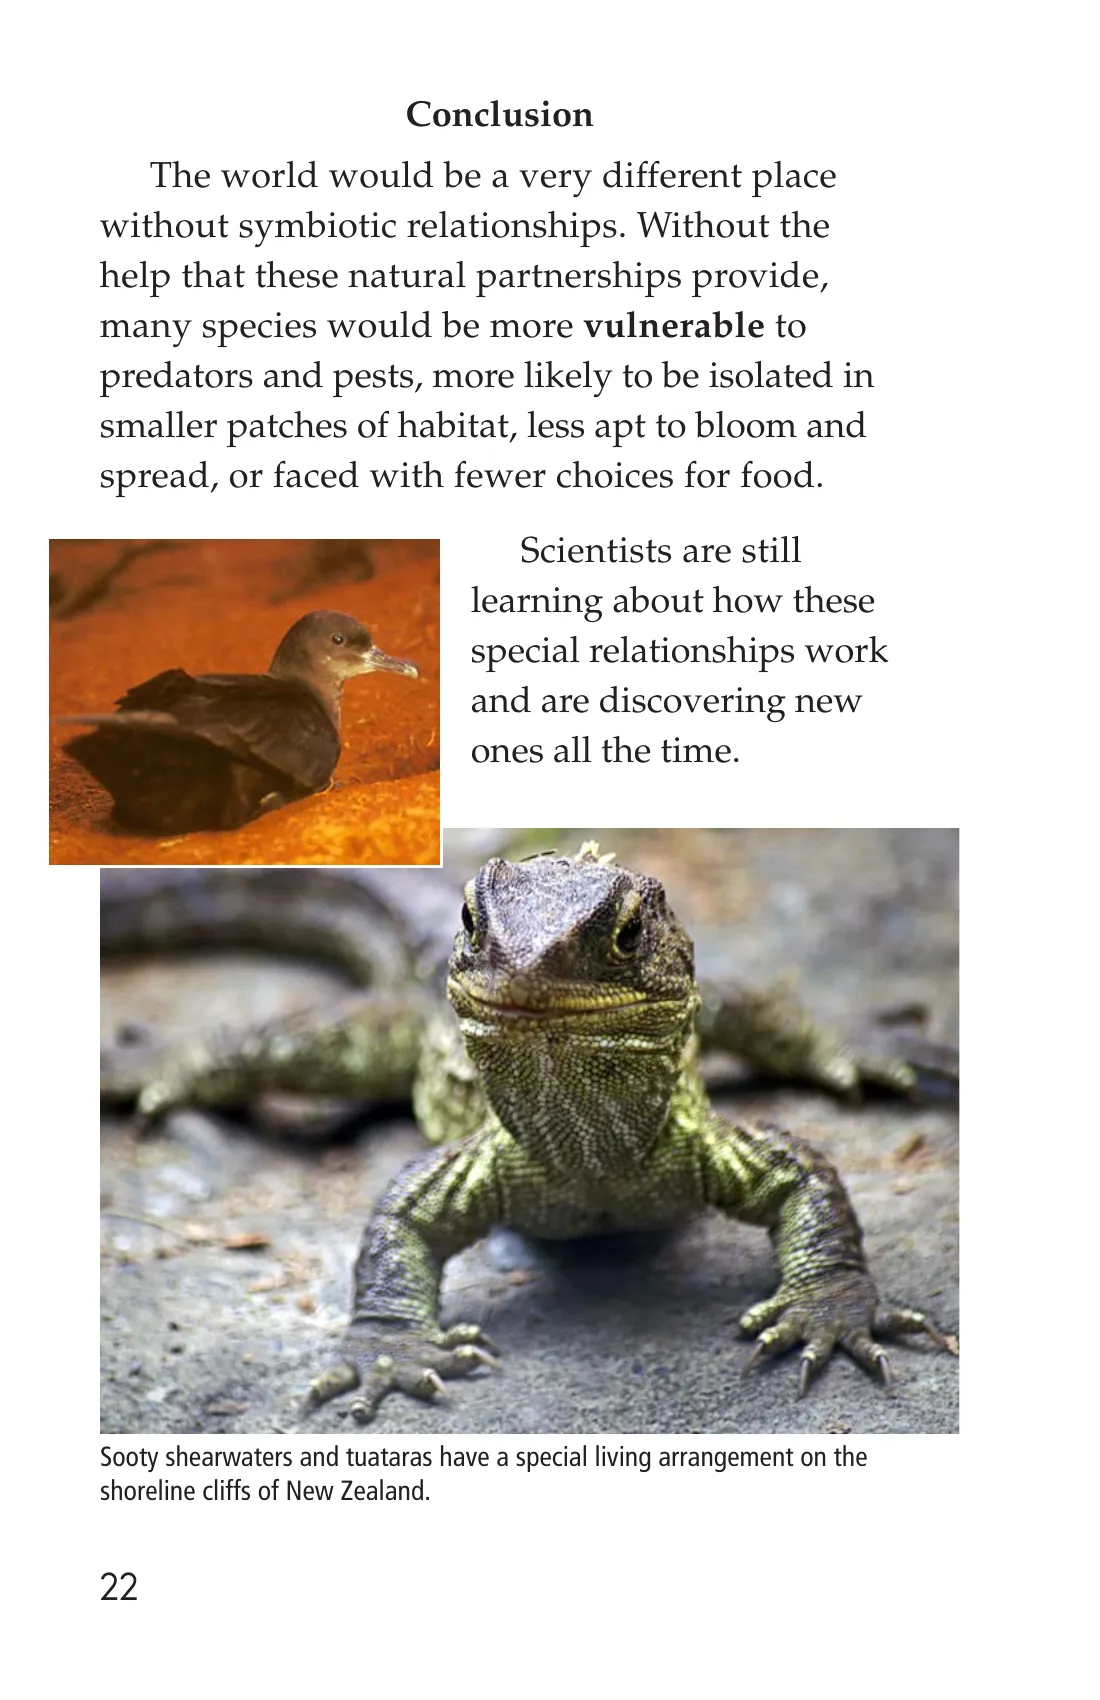 Conclusion
The world would be a very different place
without symbiotic relationships. Without the
help that these natural partnerships provide,
many species would be more vulnerable to
predators and pests, more likely to be isolated in
smaller patches of habitat, less apt to bloom and
spread, or faced with fewer choices for food.
Scientists are still
learning about how these
special relationships work
and are discovering new
ones all the time.
Sooty shearwaters and tuataras have a special living arrangement on the
shoreline cliffs of New Zealand.
22